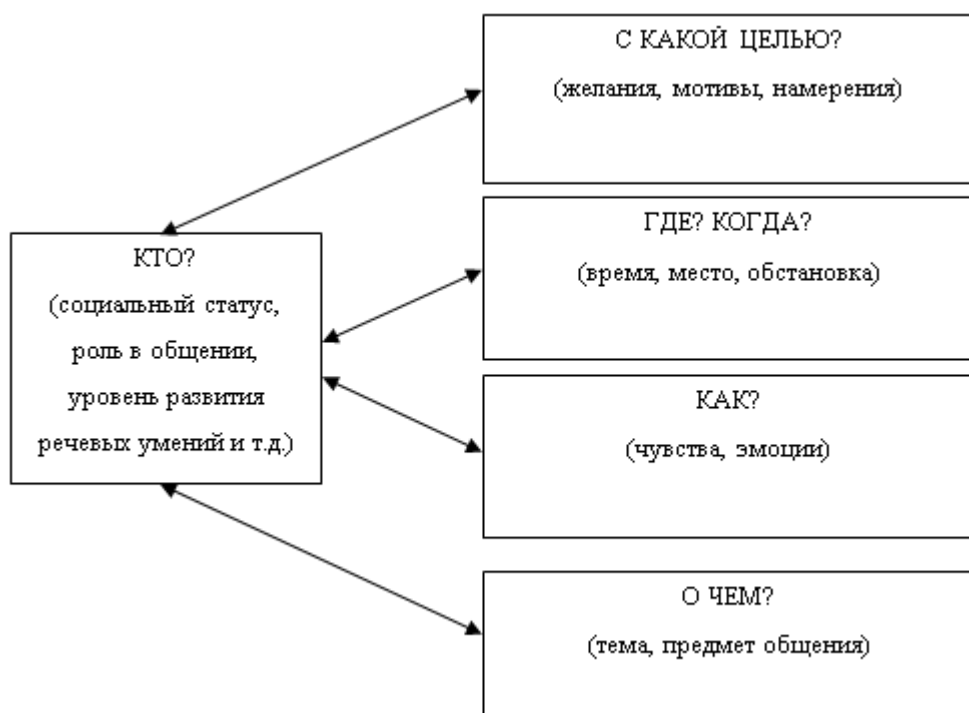 С КАКОЙ ЦЕЛЬЮ?
(желания, мотивы, намерения)
ГДЕ? КОГДА?
(время, место, обстановка)
КТО?
(социальный статус,
роль в общении,
уровень развития
речевых умений и т.д.)
КАК?
(чувства, эмоции)
О ЧЕМ?
(тема, предмет общения)